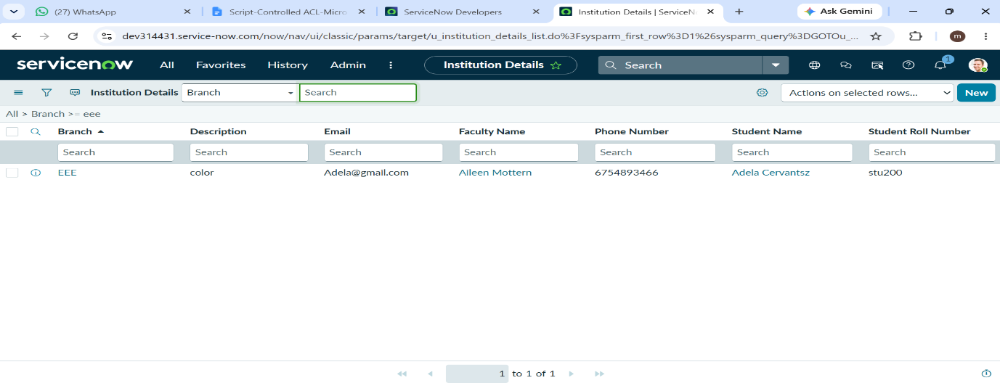 (27) WhatsApp
Script-Controlled ACL-Micro
ServiceNow Developers
Institution Details | ServiceN
Ask Gemini
dev314431.service-now.com/now/nav/ui/classic/params/target/u_institution_details_list.do%3Fsysparm_first_row%3D1%26sysparm_query%3DGOTOu_...
m
servicenow All Favorites History Admin Institution Details Search 1
Institution Details Branch Search Actions on selected rows... New
All > Branch >= eee
Branch Description Email Faculty Name Phone Number Student Name Student Roll Number
Search Search Search Search Search Search Search
EEE color Adela@gmail.com Aileen Mottern 6754893466 Adela Cervantsz stu200
1 to 1 of 1